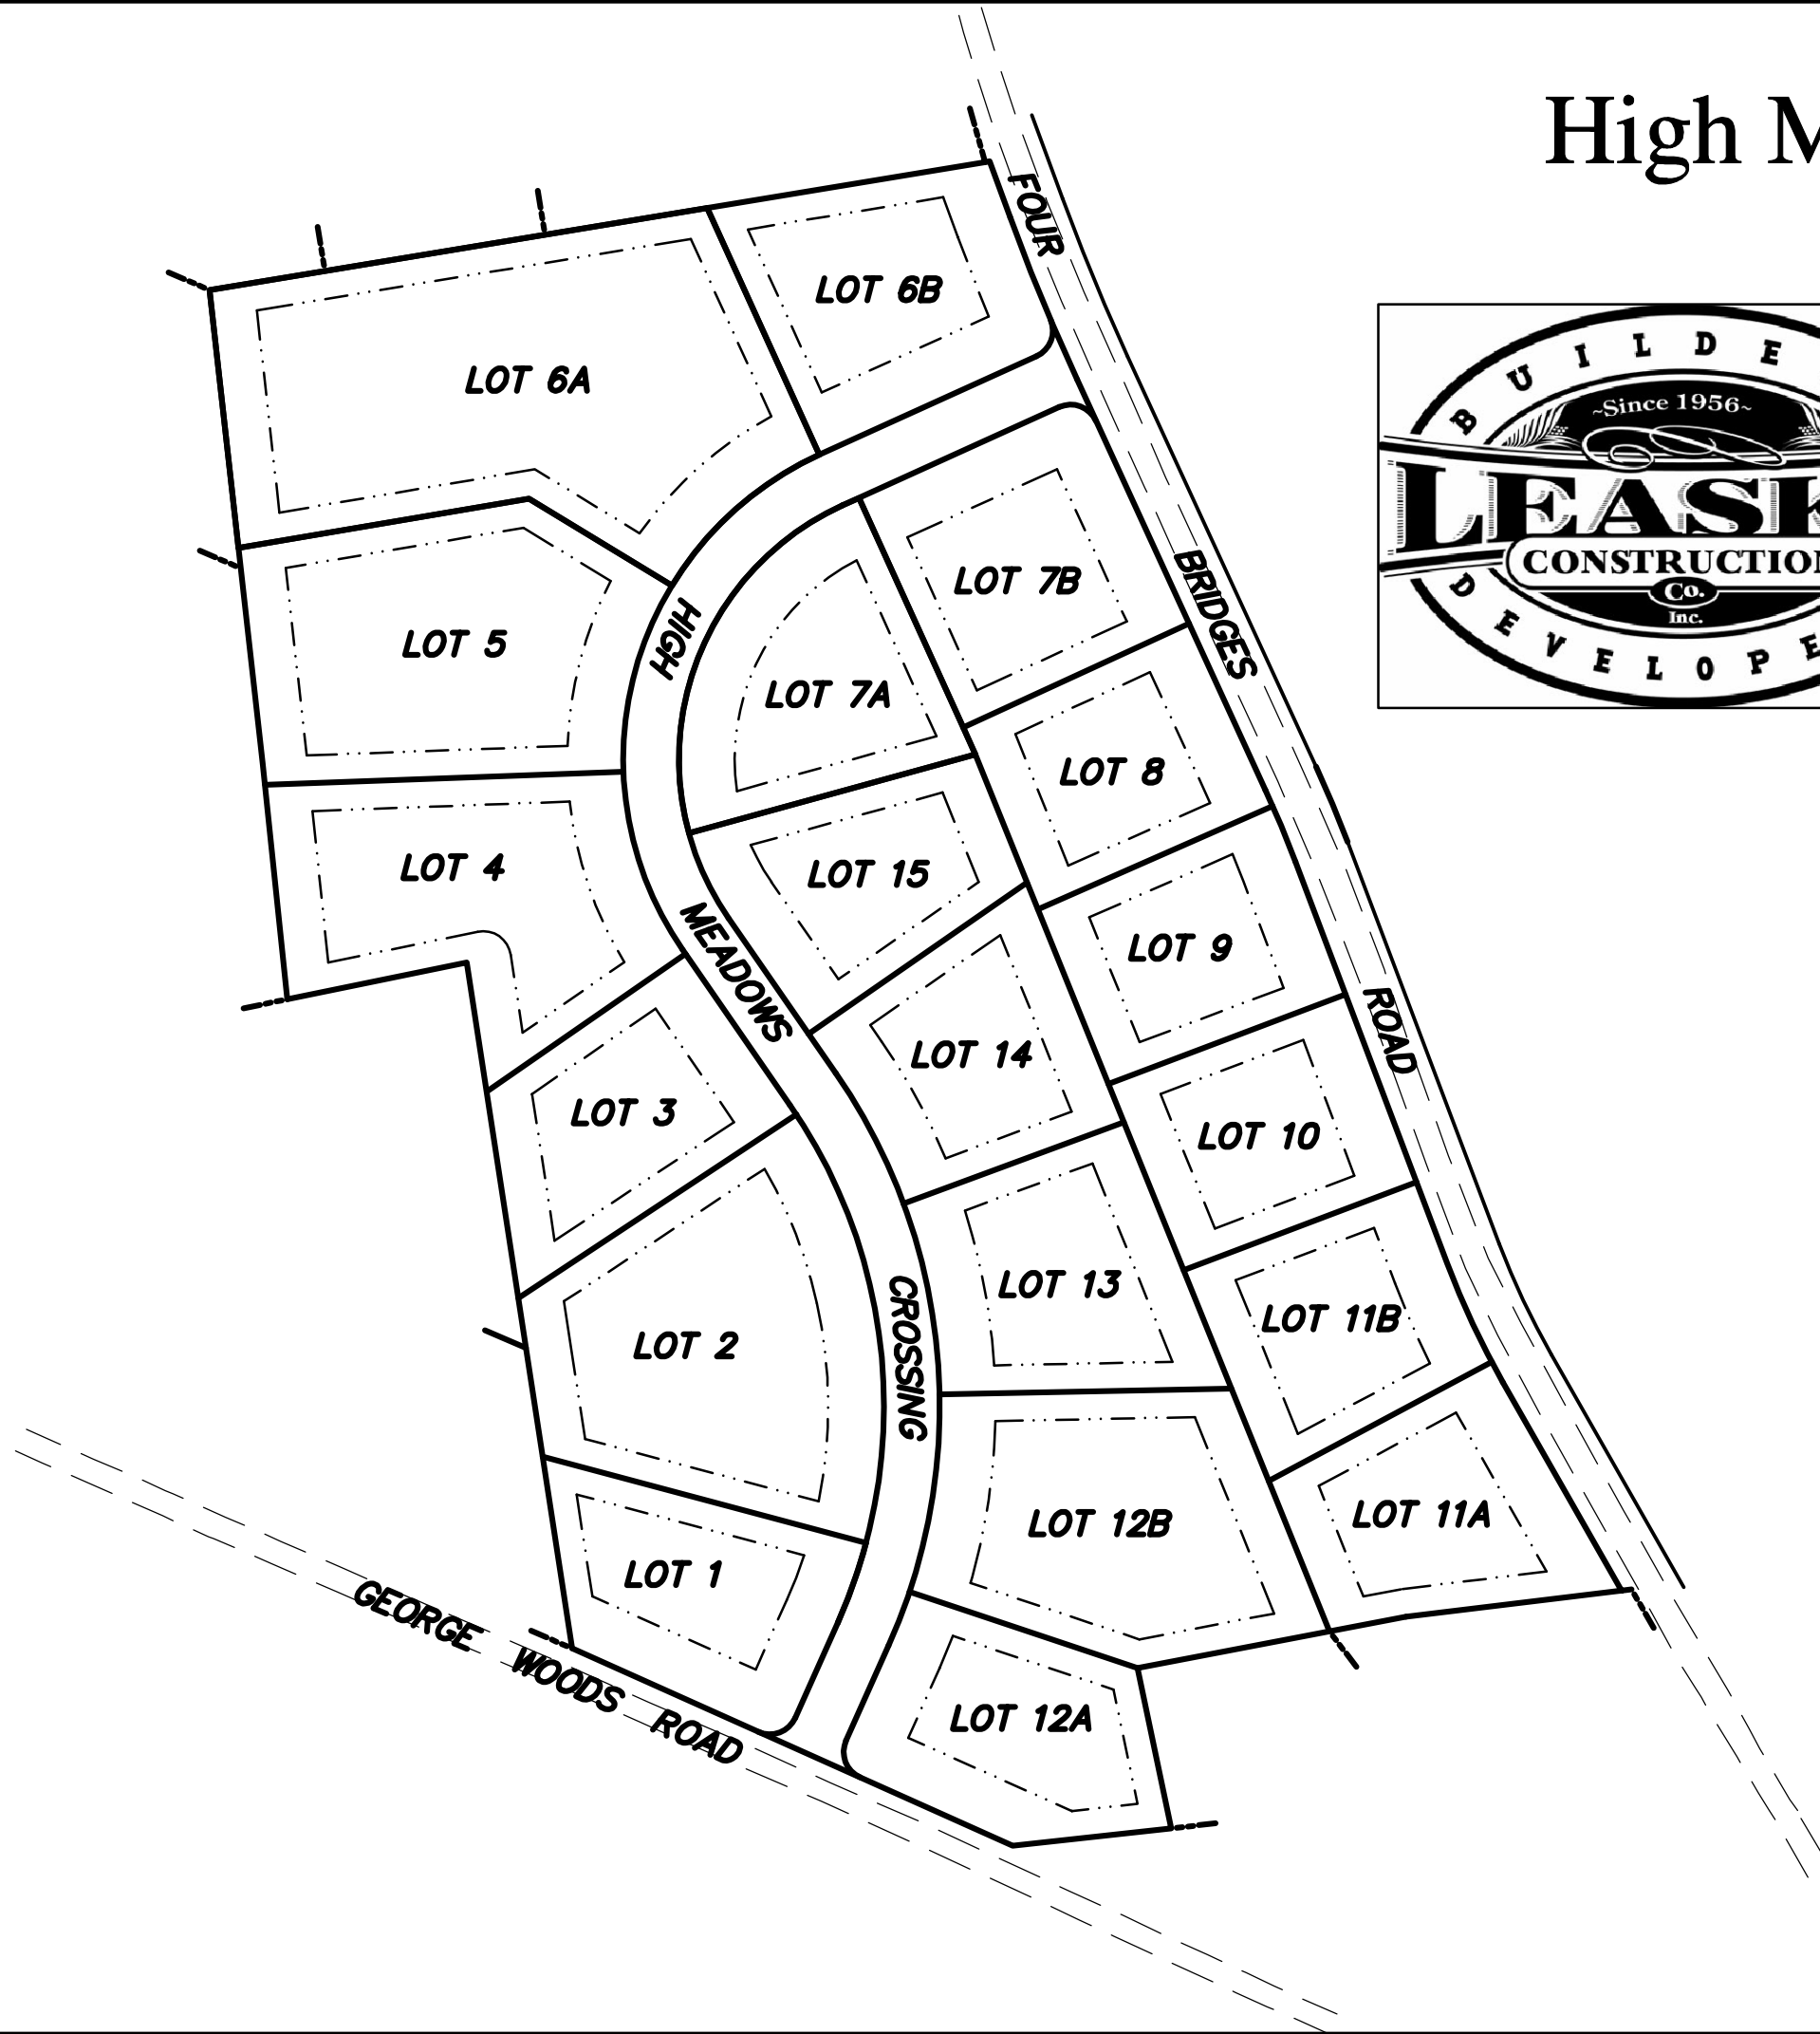 High M
FOUR
LOT 6B
B U I L D E
~Since 1956~
LOT 6A
LEASK
CONSTRUCTION
Co.
Inc.
D E V E L O P E
BRIDGES
LOT 7B
HIGH
LOT 5
LOT 7A
LOT 8
LOT 4
LOT 15
LOT 9
MEADOWS
ROAD
LOT 14
LOT 3
LOT 10
LOT 13
LOT 11B
LOT 2
CROSSING
LOT 11A
LOT 12B
LOT 1
GEORGE WOODS ROAD
LOT 12A